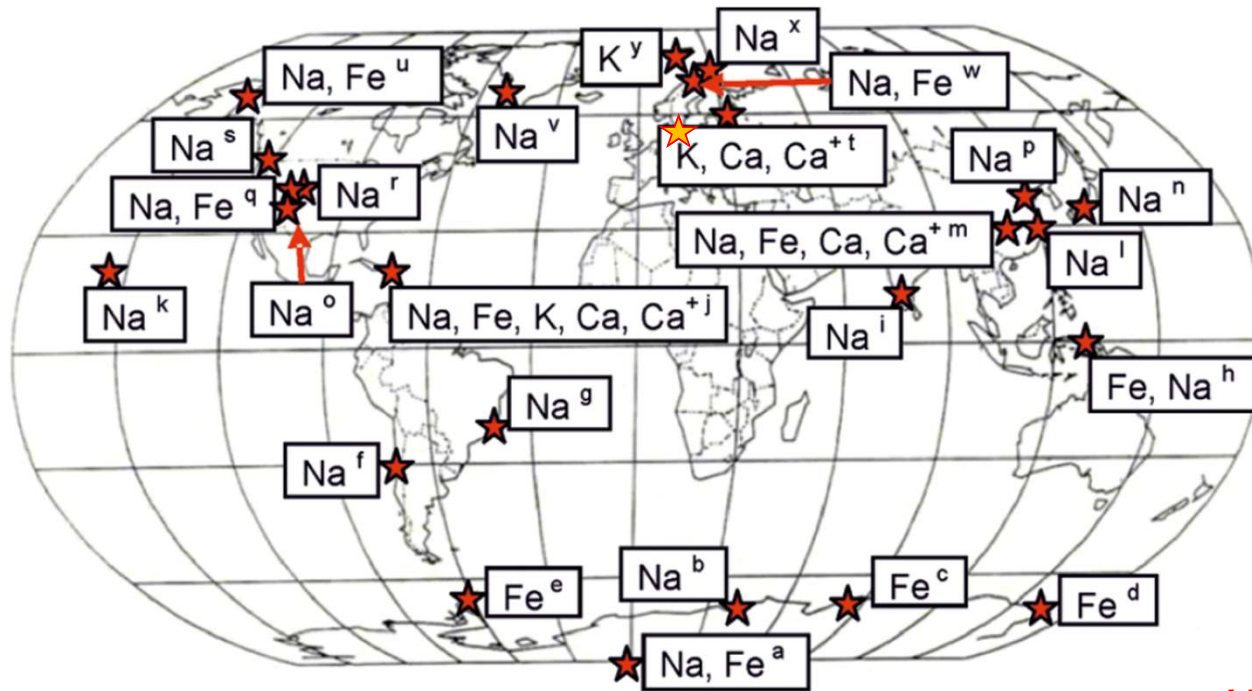 K ʸ
Na ˣ
Na, Fe ᵘ
Na, Fe ʷ
Na ᵛ
Na ˢ
K, Ca, Ca⁺ ᵗ
Na ᵖ
Na ʳ
Na, Fe q
Na ⁿ
Na, Fe, Ca, Ca⁺ ᵐ
Na ˡ
Na ᵏ
Na ᵒ
Na, Fe, K, Ca, Ca⁺ ʲ
Na ⁱ
Fe, Na ʰ
Na ᵍ
Na ᶠ
Na ᵇ
Fe ᵉ
Fe ᶜ
Fe ᵈ
Na, Fe ᵃ